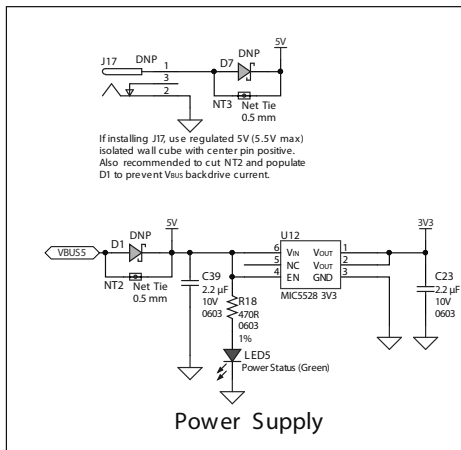 DNP
J17
1
3
2
D7
DNP
5V
NT3
Net Tie
0.5 mm
If installing J17, use regulated 5V (5.5V max)
isolated wall cube with center pin positive.
Also recommended to cut NT2 and populate
D1 to prevent VBUS backdrive current.
VBUS5
D1
DNP
5V
NT2
Net Tie
0.5 mm
C39
2.2 µF
10V
0603
R18
470R
0603
1%
LED5
Power Status (Green)
U12
6 VIN VOUT 1
5 NC VOUT 2
4 EN GND 3
MIC5528 3V3
3V3
C23
2.2 µF
10V
0603
Power Supply